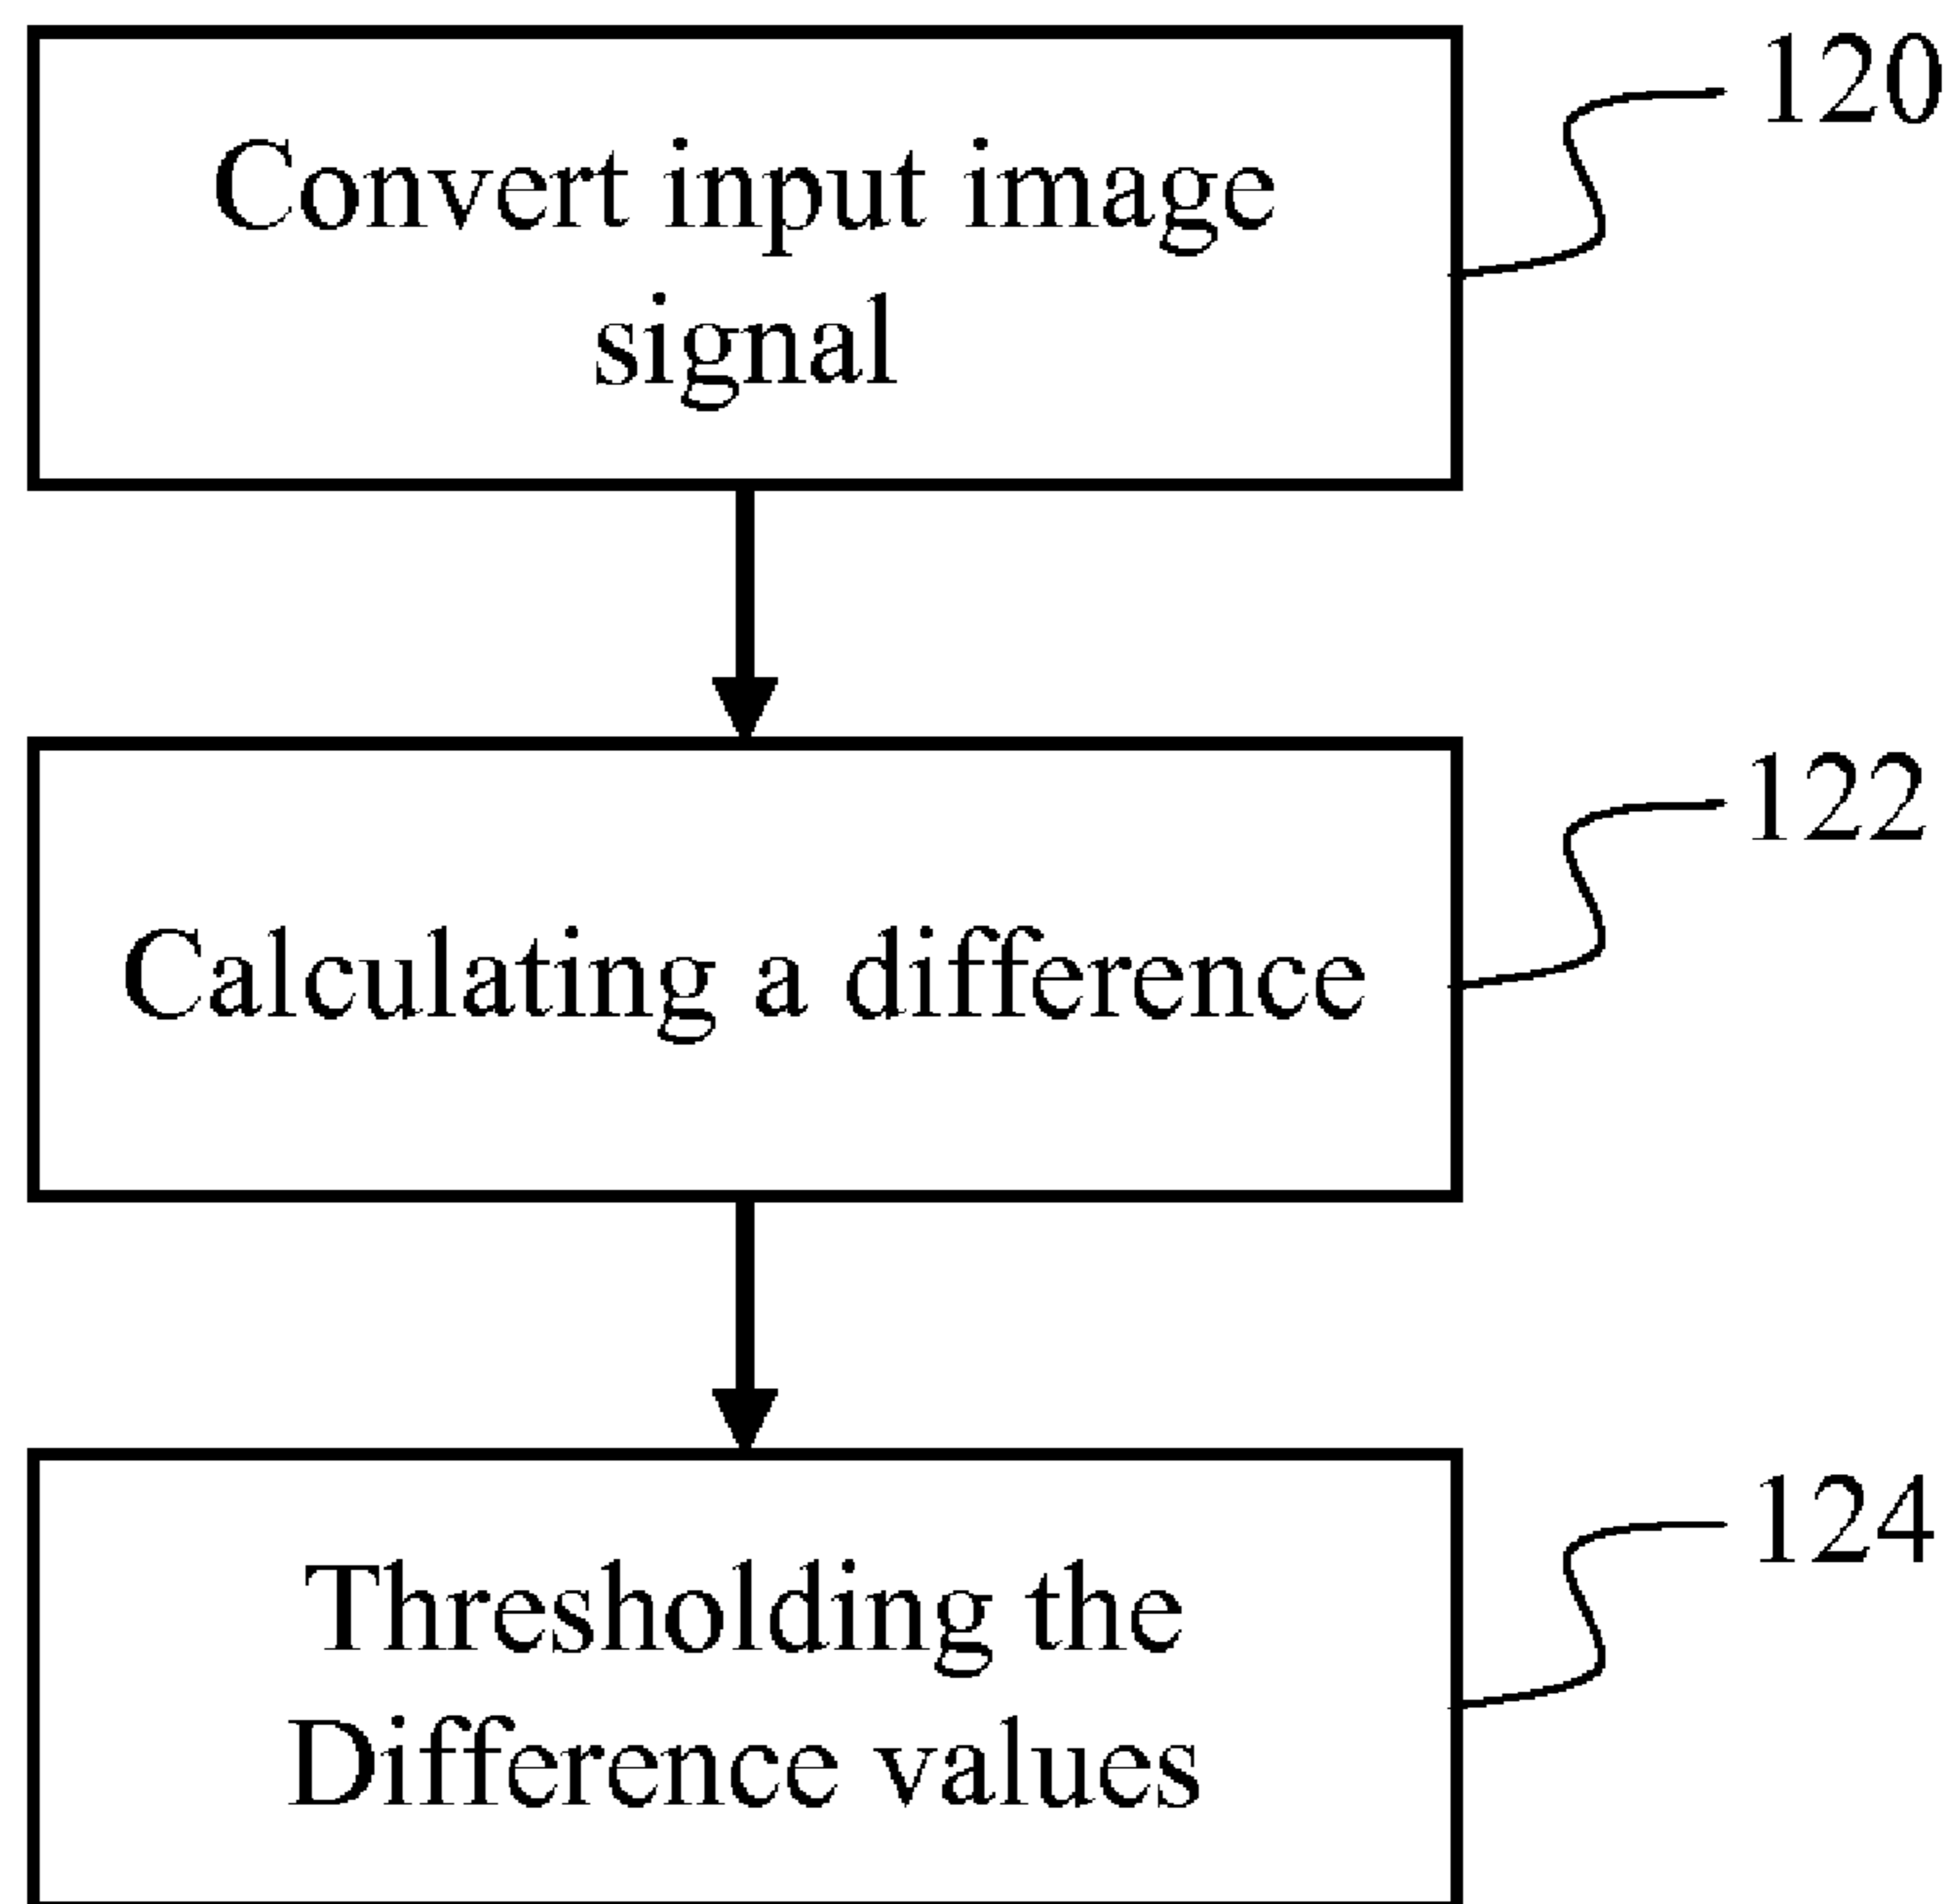 120
Convert input image
signal
122
Calculating a difference
124
Thresholding the
Difference values